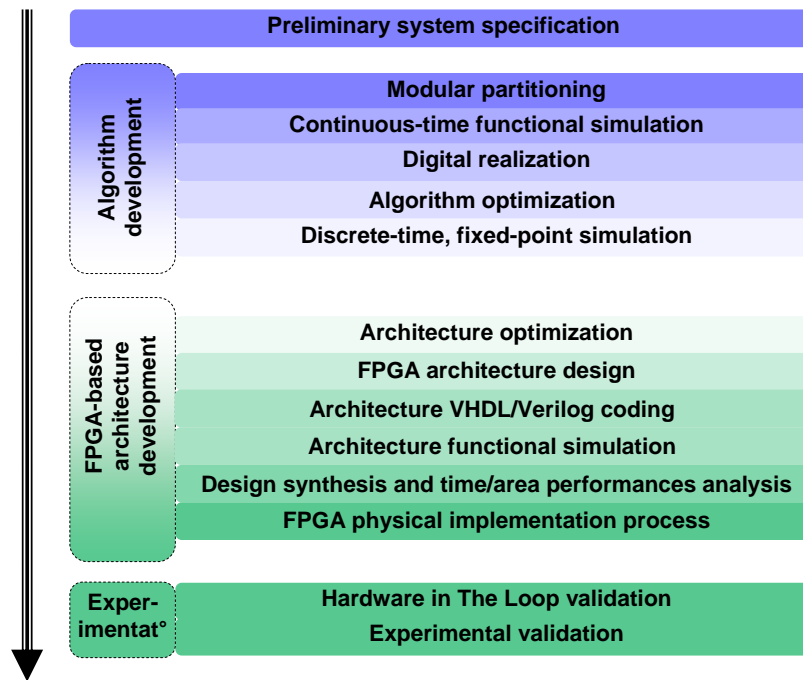 Preliminary system specification
Algorithm
development
Modular partitioning
Continuous-time functional simulation
Digital realization
Algorithm optimization
Discrete-time, fixed-point simulation
FPGA-based
architecture
development
Architecture optimization
FPGA architecture design
Architecture VHDL/Verilog coding
Architecture functional simulation
Design synthesis and time/area performances analysis
FPGA physical implementation process
Exper-
imentat°
Hardware in The Loop validation
Experimental validation